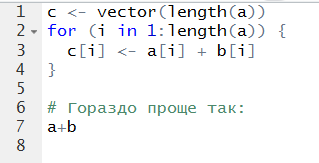 1 c <- vector(length(a))
2 for (i in 1:length(a)) {
3   c[i] <- a[i] + b[i]
4 }
5
6 # Гораздо проще так:
7 a+b
8